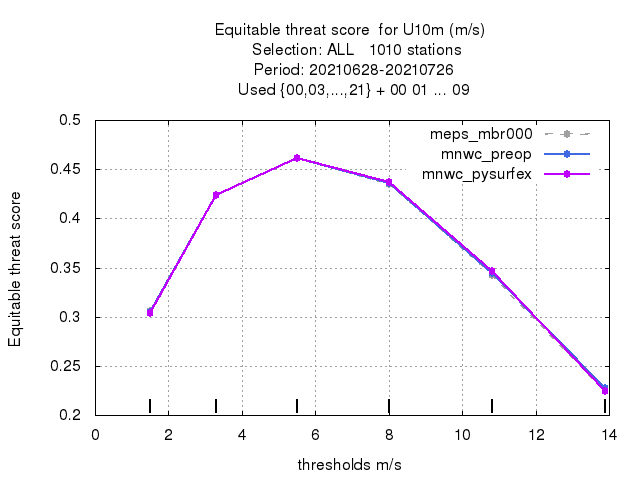 Equitable threat score  for U10m (m/s)
Selection: ALL   1010 stations
Period: 20210628-20210726
Used {00,03,...,21} + 00 01 ... 09
meps_mbr000
mnwc_preop
mnwc_pysurfex
Equitable threat score
0.5
0.45
0.4
0.35
0.3
0.25
0.2
0 2 4 6 8 10 12 14
thresholds m/s